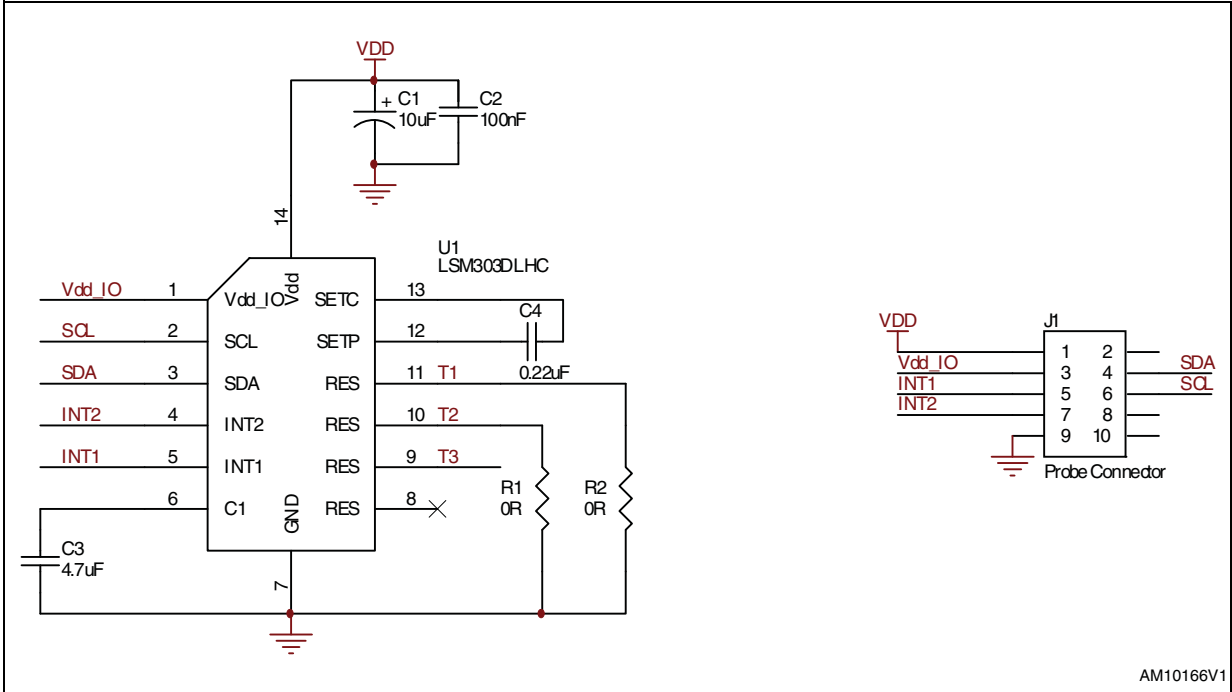 VDD
C1
10uF
C2
100nF
+
14
U1
LSM303DLHC
Vdd_IO 1 Vdd_IO Vdd SETC 13
SCL 2 SCL SETP 12
C4
0.22uF
SDA 3 SDA RES 11 T1
INT2 4 INT2 RES 10 T2
INT1 5 INT1 RES 9 T3
6 C1 GND RES 8
R1
0R
R2
0R
C3
4.7uF
7
VDD
J1
1 2
Vdd_IO 3 4 SDA
INT1 5 6 SCL
INT2 7 8
9 10
Probe Connector
AM10166V1